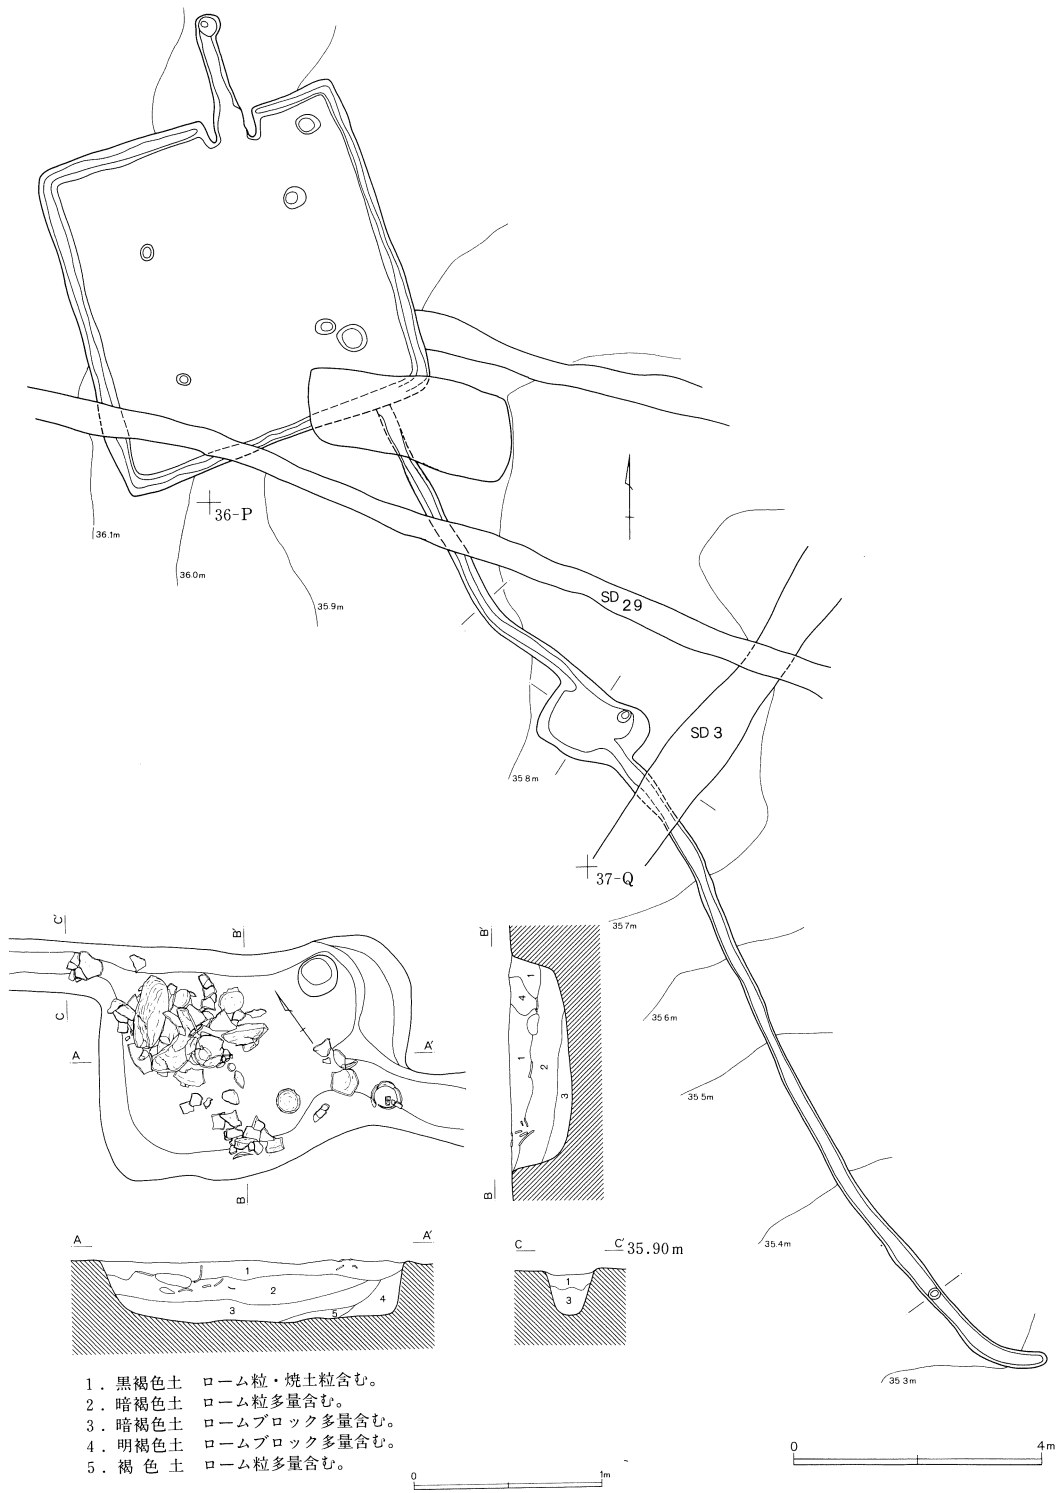 36-P
36.1m
36.0m
35.9m
SD 29
SD 3
35.8m
37-Q
35.7m
35.6m
35.5m
35.4m
35.3m
C'
B'
C
A
A'
B
B'
1
4
1
2
3
B
A
A'
1
2
3
4
5
C
C' 35.90m
1
3
1. 黒褐色土 ローム粒・焼土粒含む。
2. 暗褐色土 ローム粒多量含む。
3. 暗褐色土 ロームブロック多量含む。
4. 明褐色土 ロームブロック多量含む。
5. 褐色土 ローム粒多量含む。
0 1m
0 4m